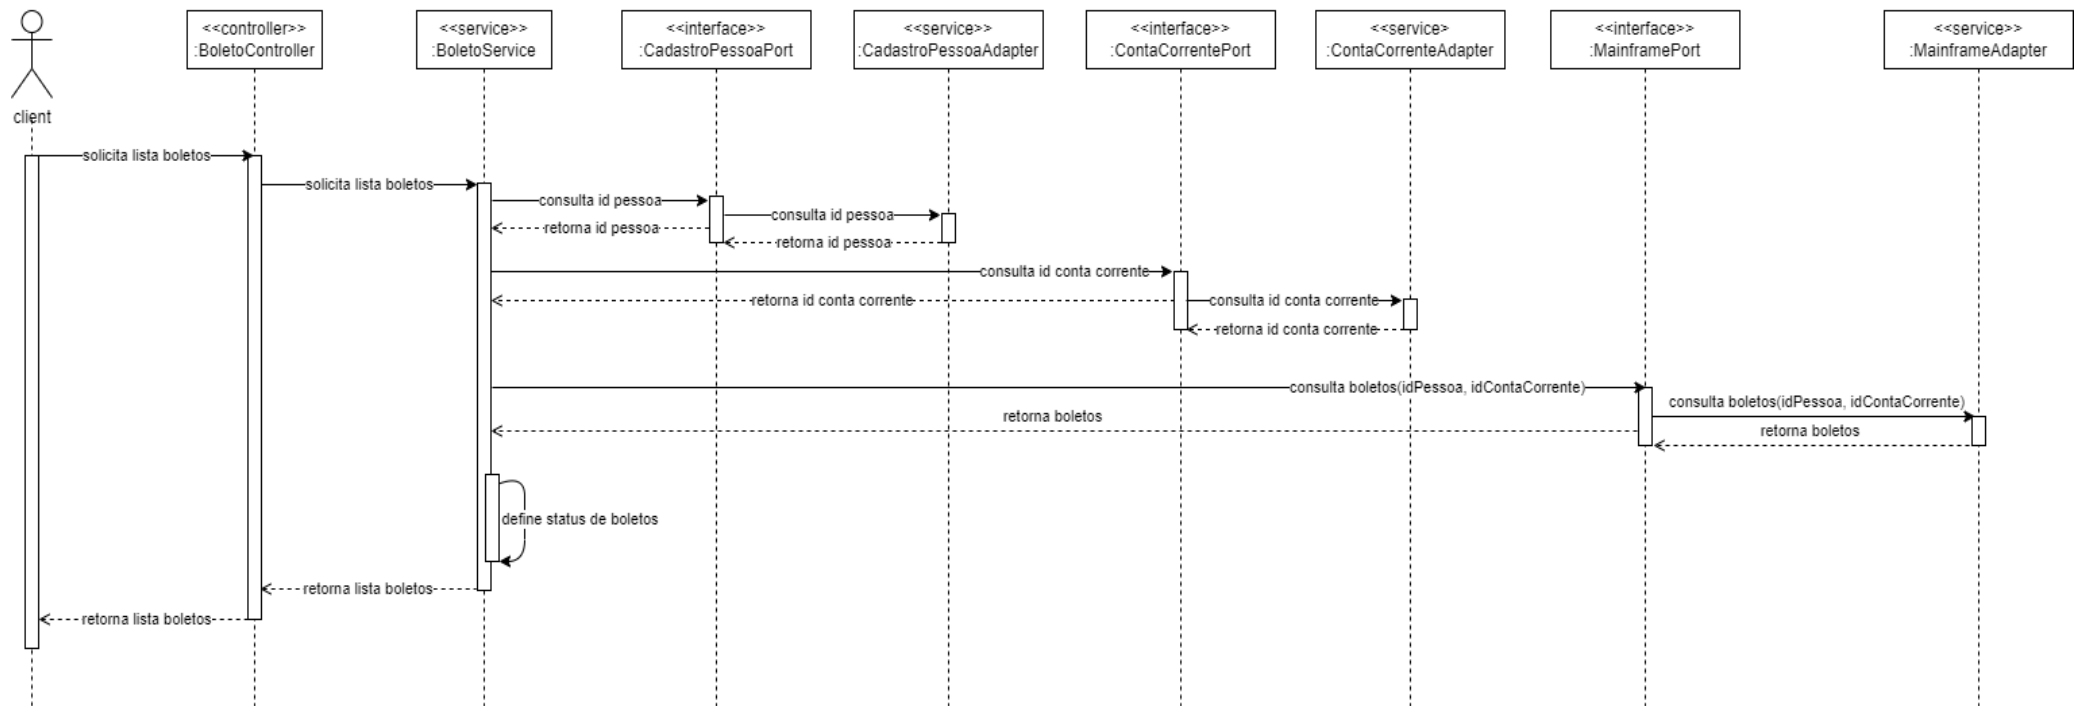 <<controller>>
:BoletoController
<<service>>
:BoletoService
<<interface>>
:CadastroPessoaPort
<<service>>
:CadastroPessoaAdapter
<<interface>>
:ContaCorrentePort
<<service>
:ContaCorrenteAdapter
<<interface>>
:MainframePort
<<service>>
:MainframeAdapter
client
solicita lista boletos
solicita lista boletos
consulta id pessoa
consulta id pessoa
retorna id pessoa
retorna id pessoa
consulta id conta corrente
retorna id conta corrente
consulta id conta corrente
retorna id conta corrente
consulta boletos(idPessoa, idContaCorrente)
consulta boletos(idPessoa, idContaCorrente)
retorna boletos
retorna boletos
define status de boletos
retorna lista boletos
retorna lista boletos